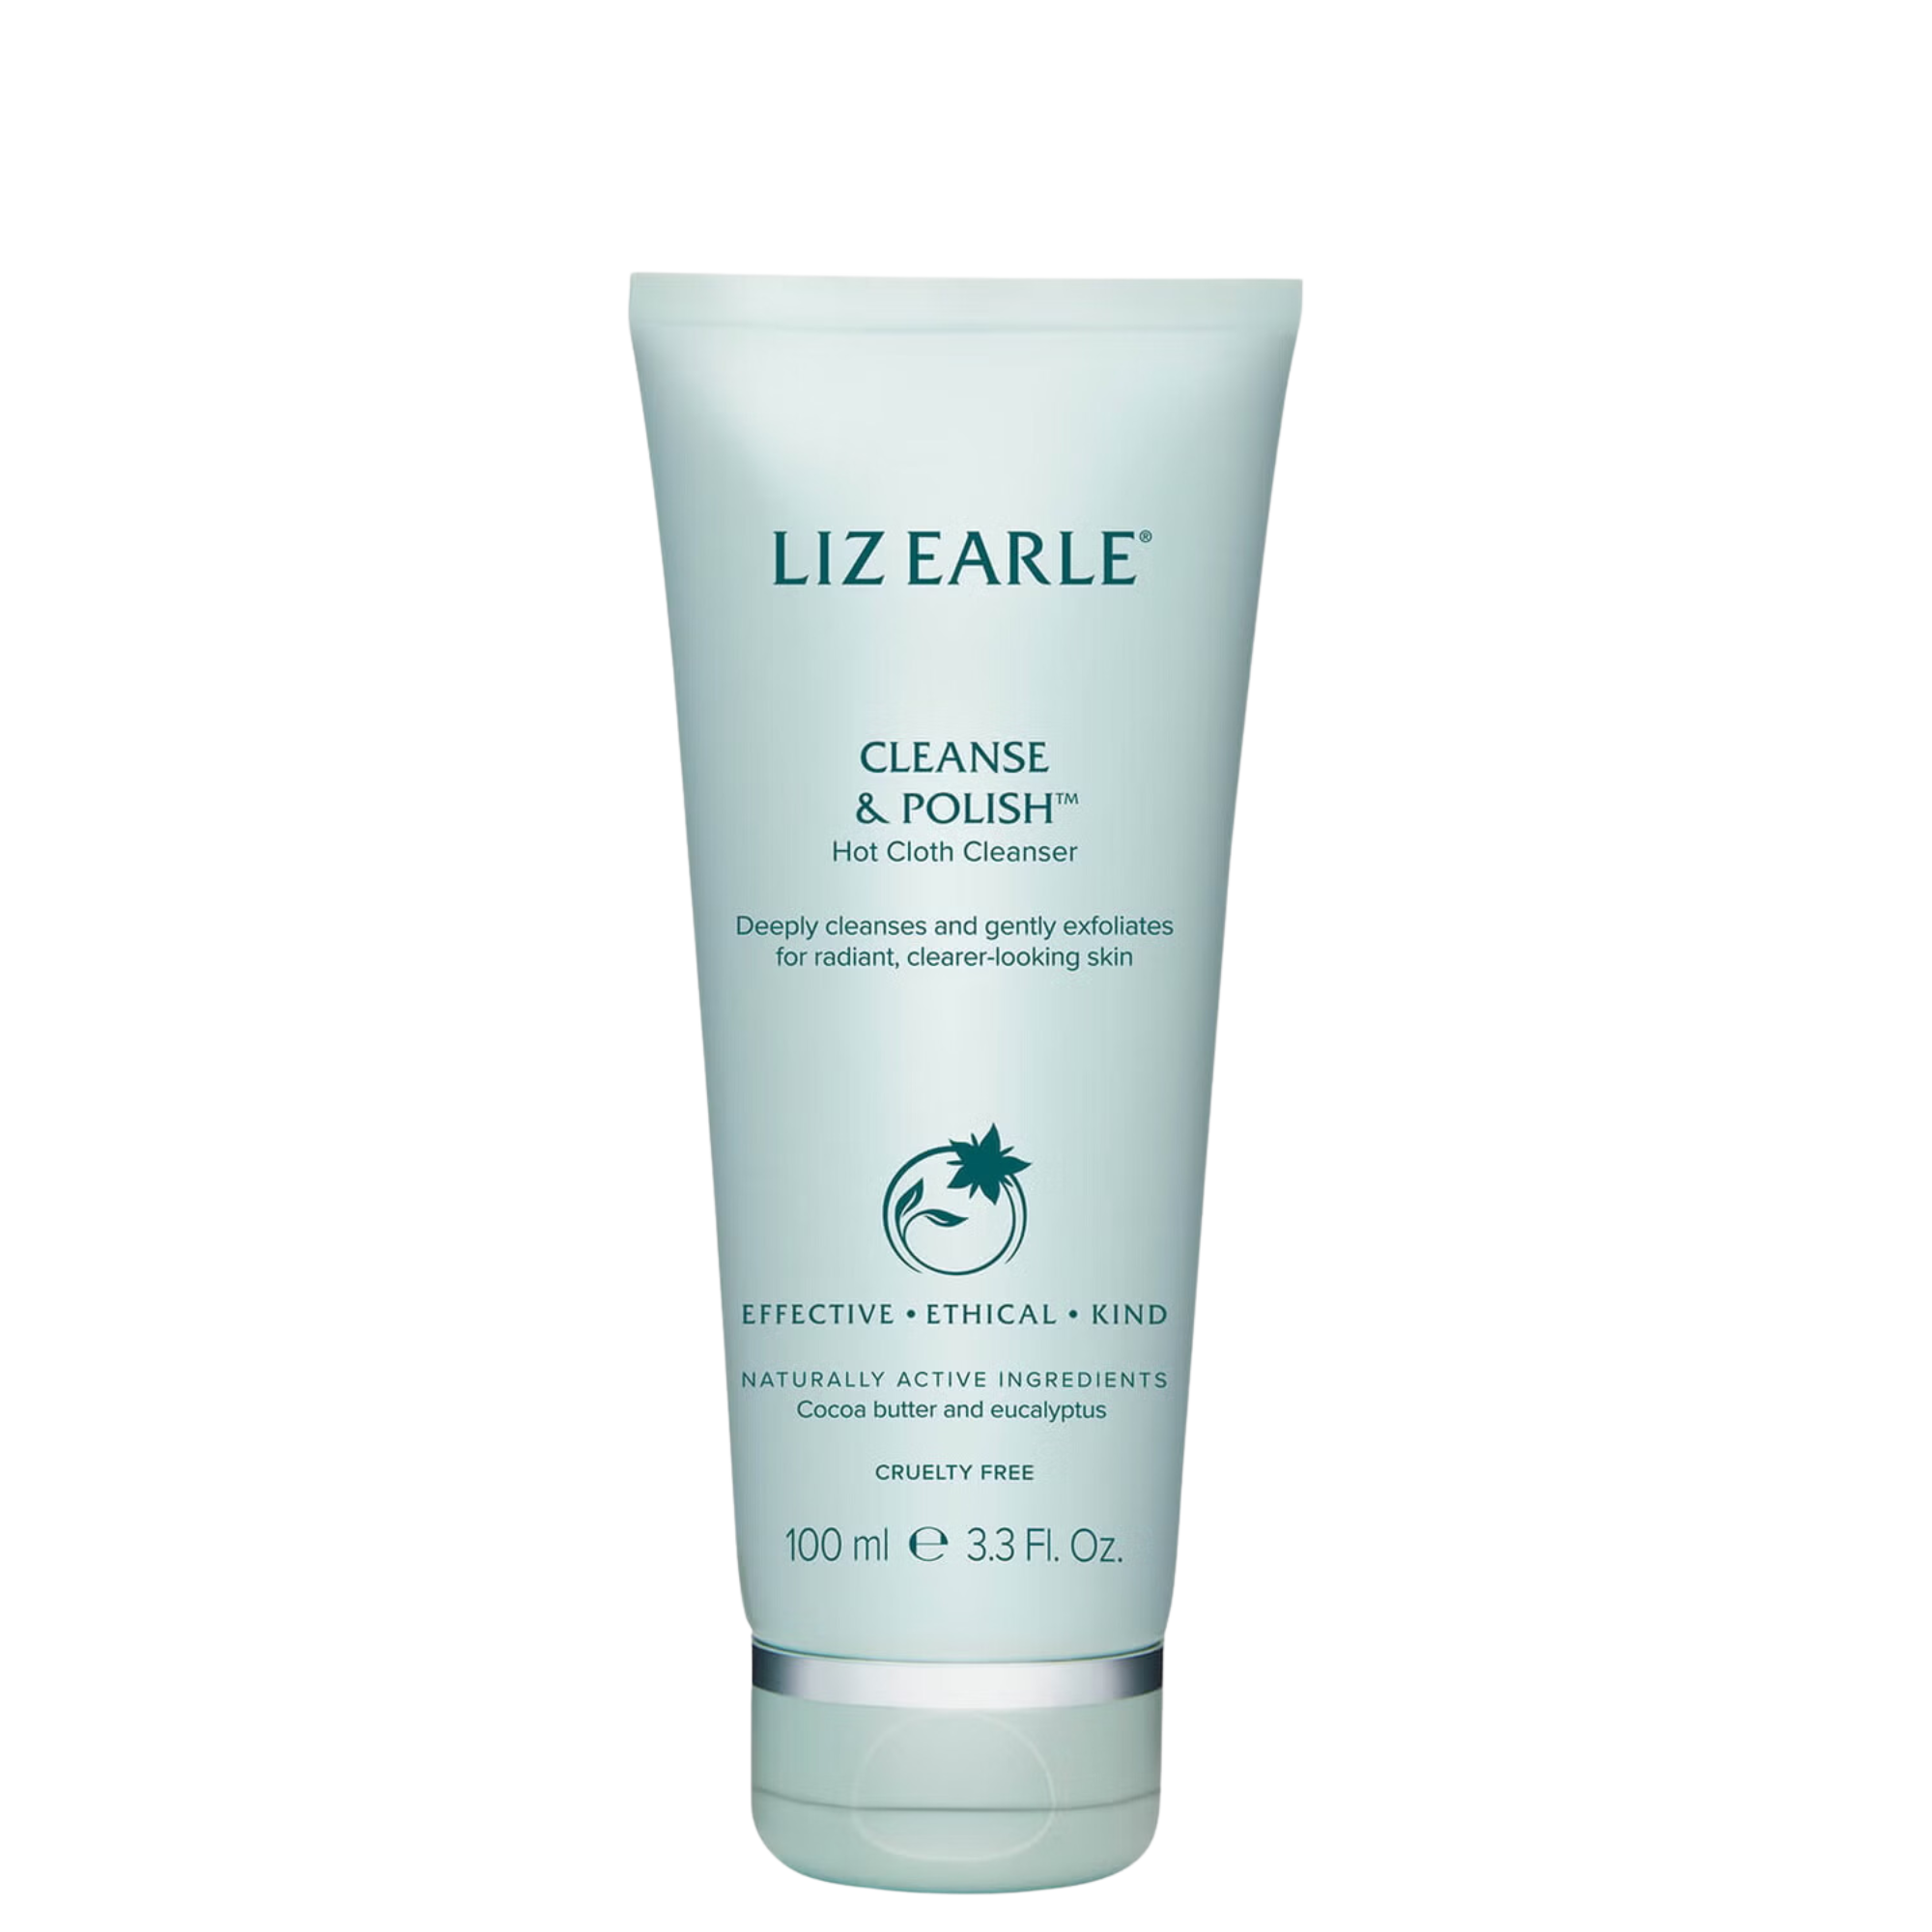 LIZ EARLE®
CLEANSE
& POLISH™
Hot Cloth Cleanser
Deeply cleanses and gently exfoliates
for radiant, clearer-looking skin
EFFECTIVE • ETHICAL • KIND
NATURALLY ACTIVE INGREDIENTS
Cocoa butter and eucalyptus
CRUELTY FREE
100 ml ℮ 3.3 Fl. Oz.